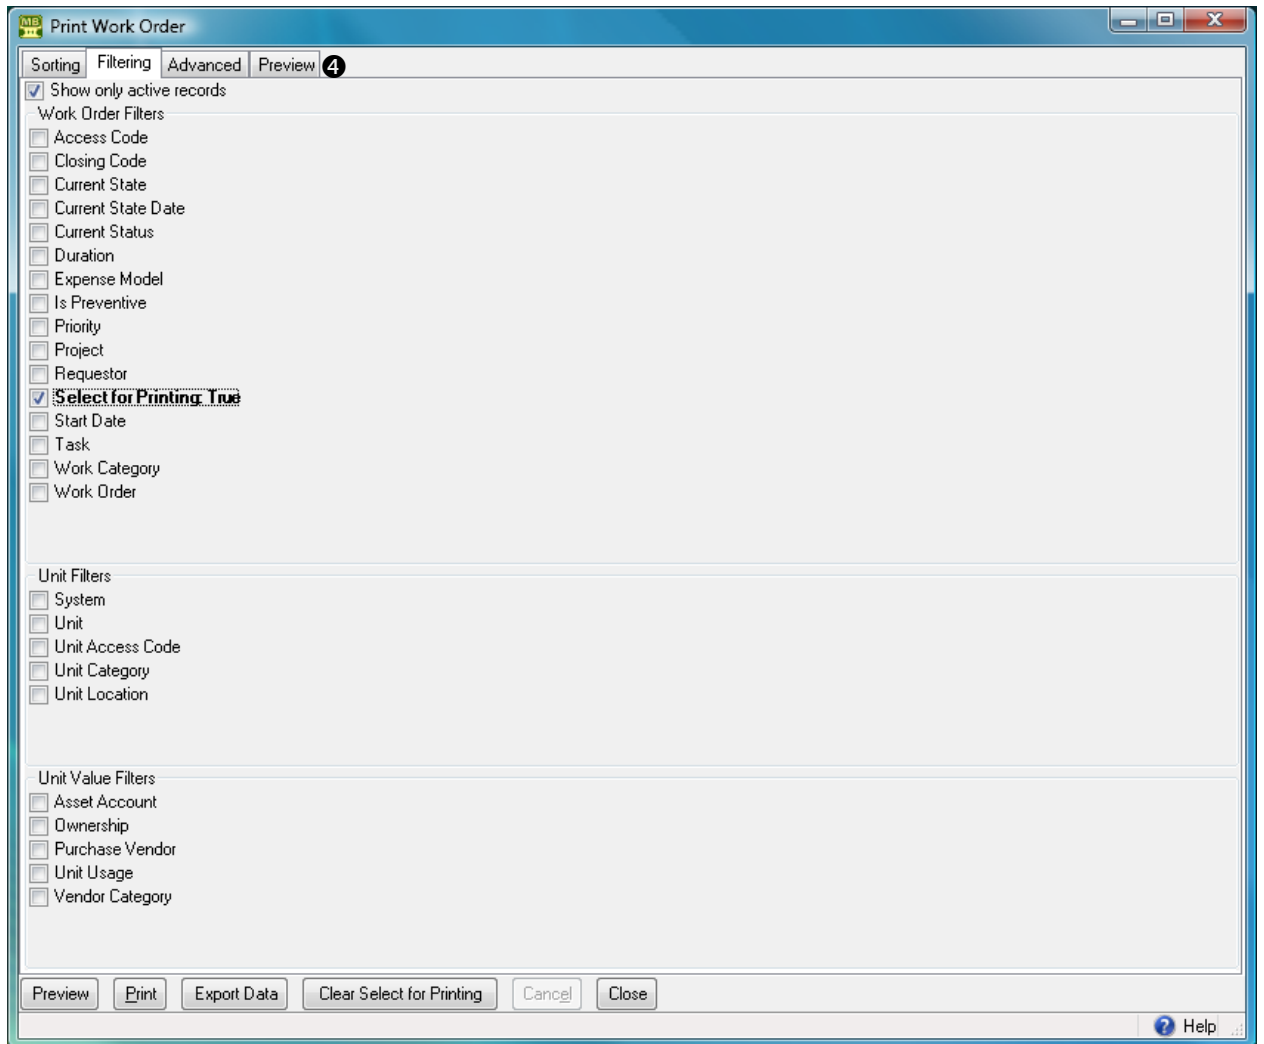 MB
Print Work Order
Sorting Filtering Advanced Preview ❹
Show only active records
Work Order Filters
Access Code
Closing Code
Current State
Current State Date
Current Status
Duration
Expense Model
Is Preventive
Priority
Project
Requestor
Select for Printing: True
Start Date
Task
Work Category
Work Order
Unit Filters
System
Unit
Unit Access Code
Unit Category
Unit Location
Unit Value Filters
Asset Account
Ownership
Purchase Vendor
Unit Usage
Vendor Category
Preview Print Export Data Clear Select for Printing Cancel Close
Help